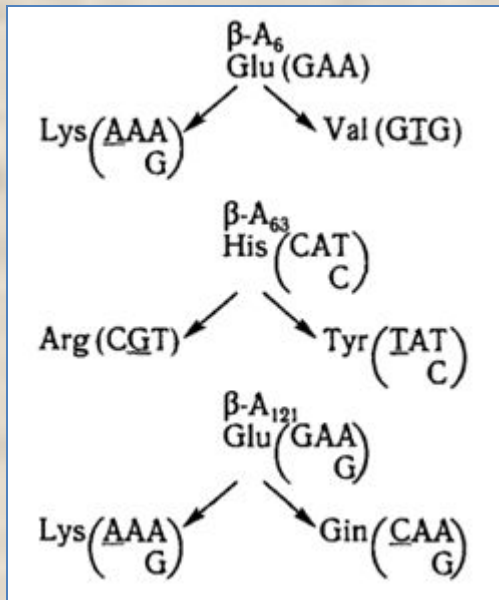 β-A₆
Glu (GAA)
Lys (AAA
G)
Val (GTG)
β-A₆₃
His (CAT
C)
Arg (CGT)
Tyr (TAT
C)
β-A₁₂₁
Glu (GAA
G)
Lys (AAA
G)
Gin (CAA
G)